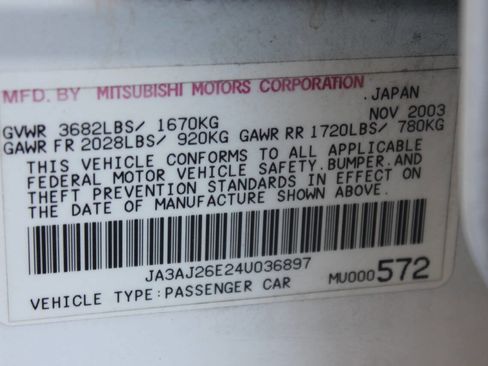 MFD. BY MITSUBISHI MOTORS CORPORATION. JAPAN
GVWR 3682LBS/ 1670KG NOV 2003
GAWR FR 2028LBS/ 920KG GAWR RR 1720LBS/ 780KG
THIS VEHICLE CONFORMS TO ALL APPLICABLE
FEDERAL MOTOR VEHICLE SAFETY.BUMPER.AND
THEFT PREVENTION STANDARDS IN EFFECT ON
THE DATE OF MANUFACTURE SHOWN ABOVE.
JA3AJ26E24U036897
VEHICLE TYPE:PASSENGER CAR MU000572